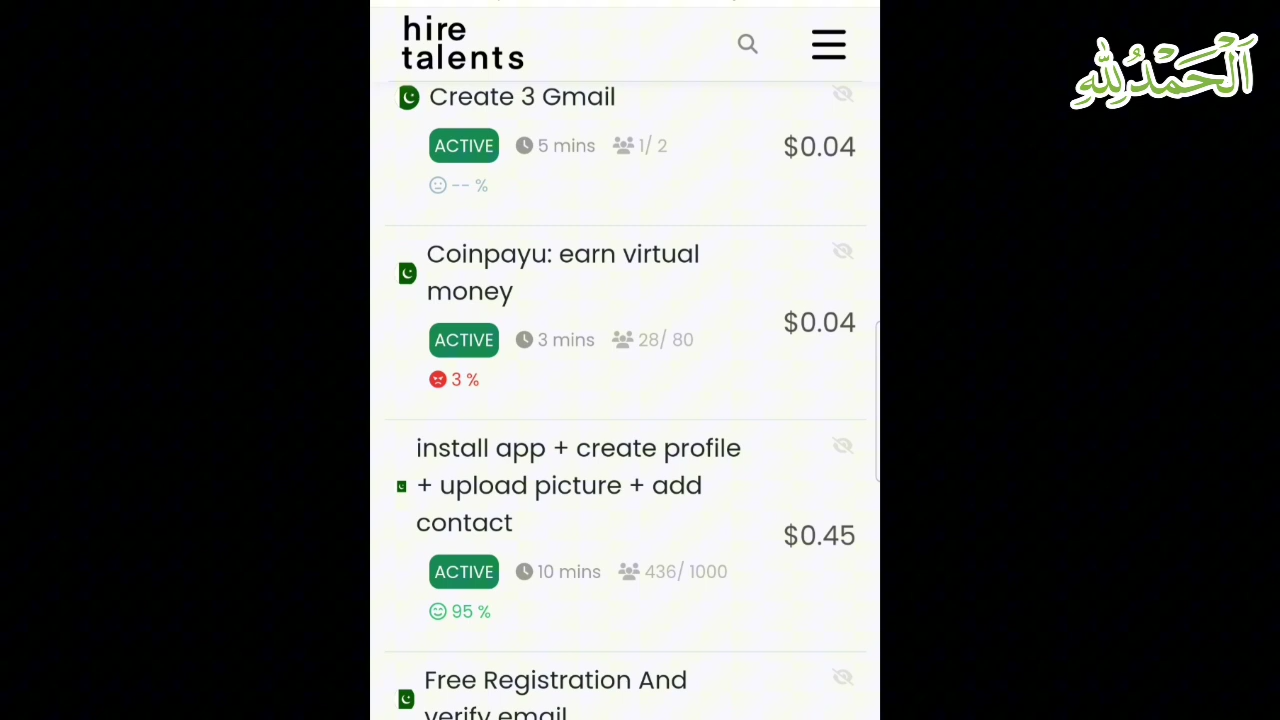 hire
talents
اَلْحَمْدُلِلّٰهِ
Create 3 Gmail
ACTIVE 5 mins 1/ 2
$0.04
-- %
Coinpayu: earn virtual
money
$0.04
ACTIVE 3 mins 28/ 80
3 %
install app + create profile
+ upload picture + add
contact
$0.45
ACTIVE 10 mins 436/ 1000
95 %
Free Registration And
verify email